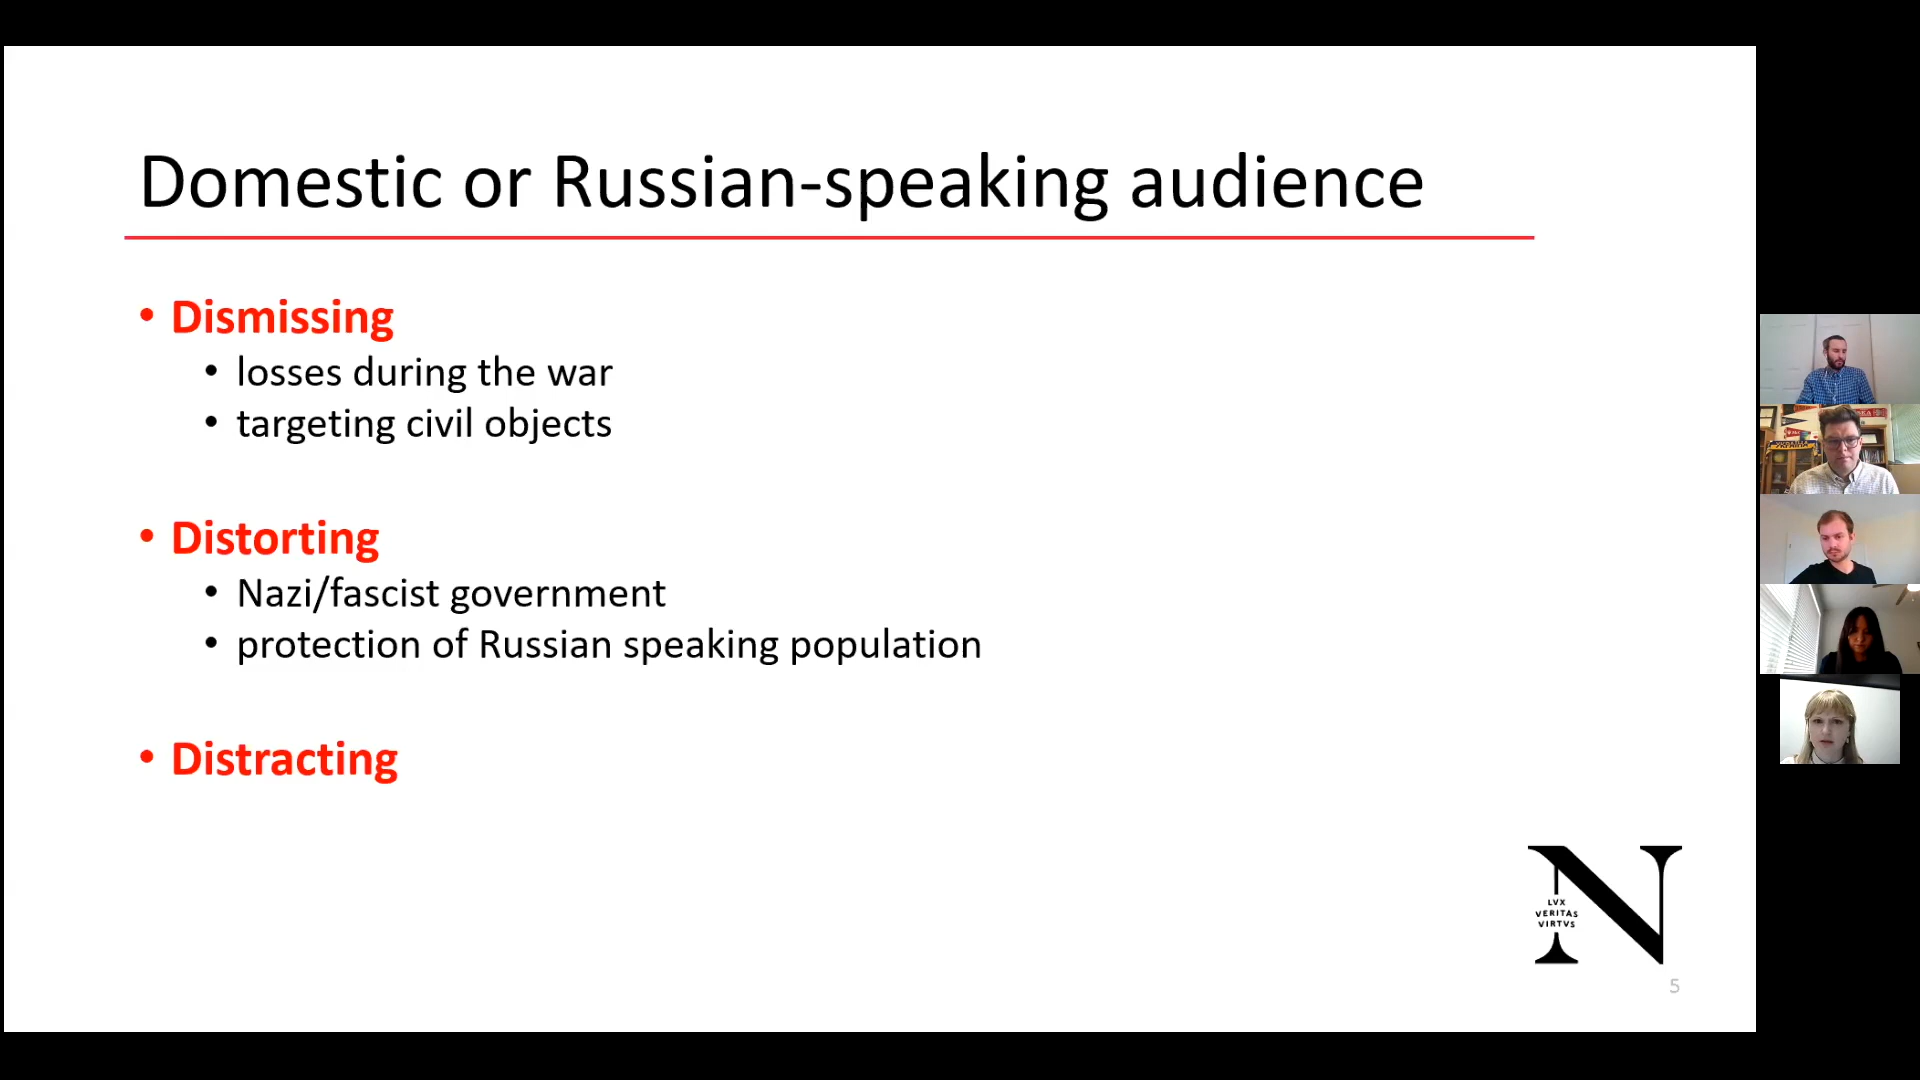 Domestic or Russian-speaking audience
• Dismissing
• losses during the war
• targeting civil objects
• Distorting
• Nazi/fascist government
• protection of Russian speaking population
• Distracting
N
LVX
VERITAS
VIRTVS
5